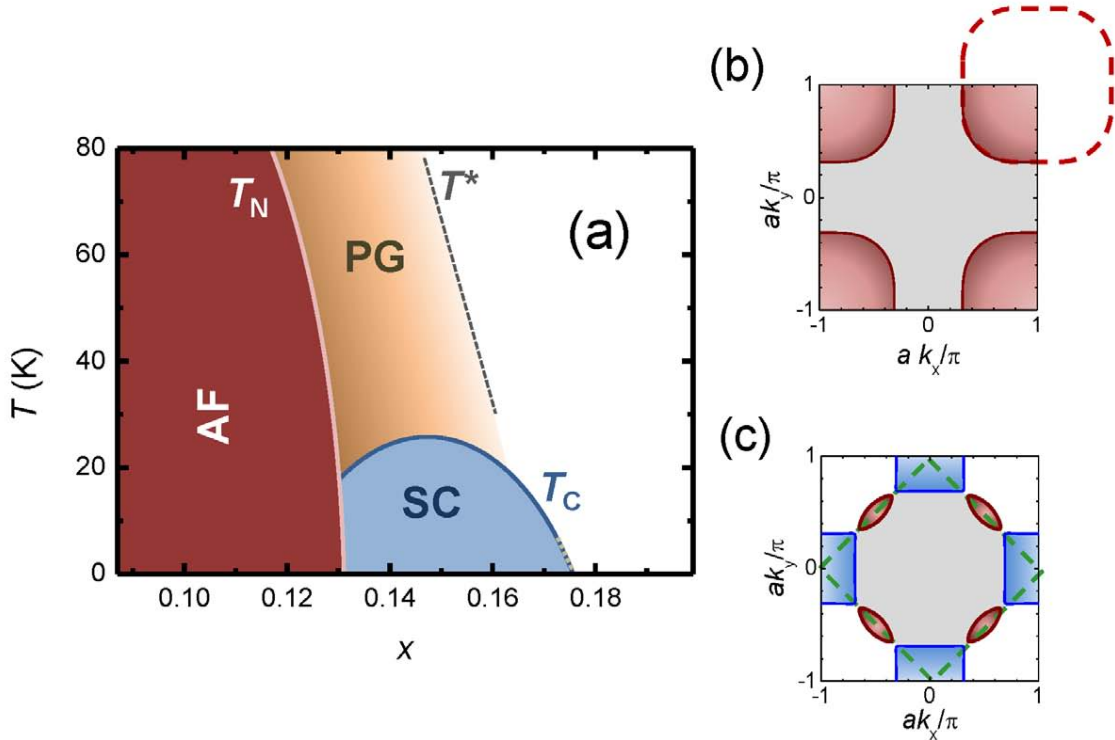 (a)
T (K)
80
60
40
20
0
0.10 0.12 0.14 0.16 0.18
x
AF
T_N
PG
T*
SC
T_C
(b)
ak_y/π
1
0
-1
-1 0 1
a k_x/π
(c)
ak_y/π
1
0
-1
-1 0 1
ak_x/π